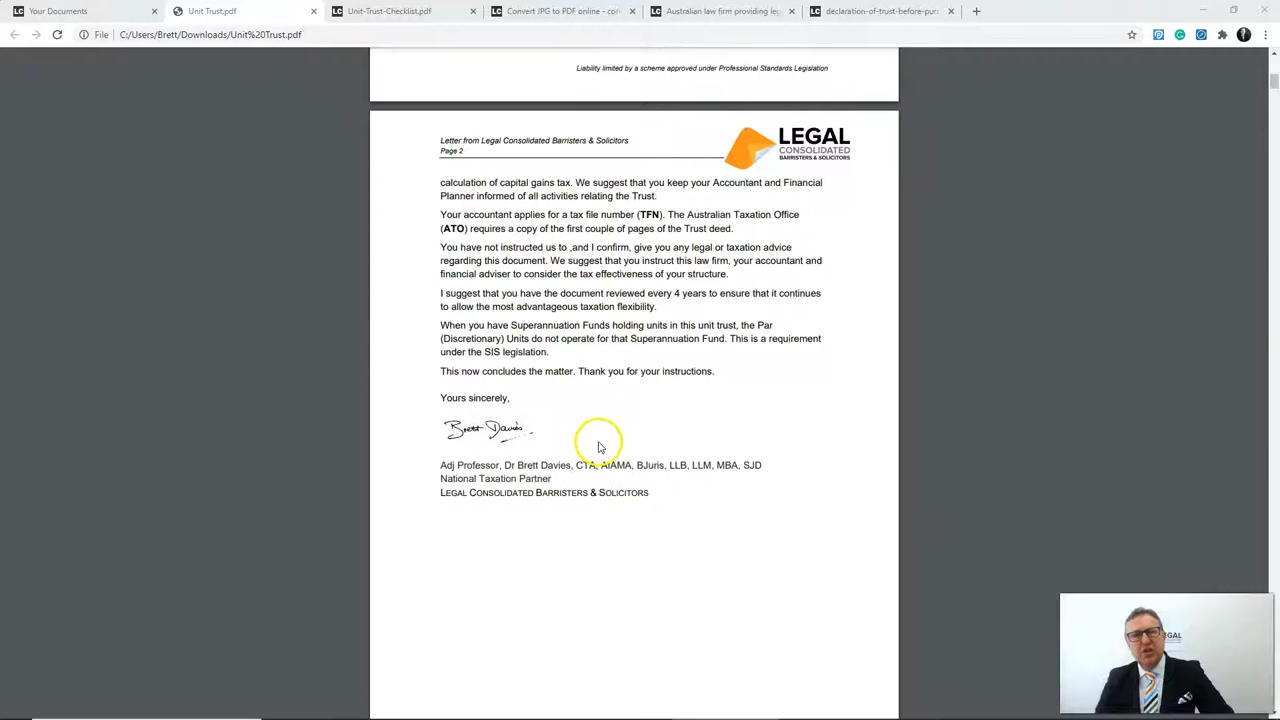 Your Documents
Unit Trust.pdf
Unit-Trust-Checklist.pdf
Convert JPG to PDF online - con
Australian law firm providing leg
declaration-of-trust-before-pur
File
C:/Users/Brett/Downloads/Unit%20Trust.pdf
Liability limited by a scheme approved under Professional Standards Legislation
Letter from Legal Consolidated Barristers & Solicitors
Page 2
LEGAL
CONSOLIDATED
BARRISTERS & SOLICITORS
calculation of capital gains tax. We suggest that you keep your Accountant and Financial
Planner informed of all activities relating the Trust.
Your accountant applies for a tax file number (TFN). The Australian Taxation Office
(ATO) requires a copy of the first couple of pages of the Trust deed.
You have not instructed us to ,and I confirm, give you any legal or taxation advice
regarding this document. We suggest that you instruct this law firm, your accountant and
financial adviser to consider the tax effectiveness of your structure.
I suggest that you have the document reviewed every 4 years to ensure that it continues
to allow the most advantageous taxation flexibility.
When you have Superannuation Funds holding units in this unit trust, the Par
(Discretionary) Units do not operate for that Superannuation Fund. This is a requirement
under the SIS legislation.
This now concludes the matter. Thank you for your instructions.
Yours sincerely,
Brett Davies
Adj Professor, Dr Brett Davies, CTA, AIAMA, BJuris, LLB, LLM, MBA, SJD
National Taxation Partner
LEGAL CONSOLIDATED BARRISTERS & SOLICITORS